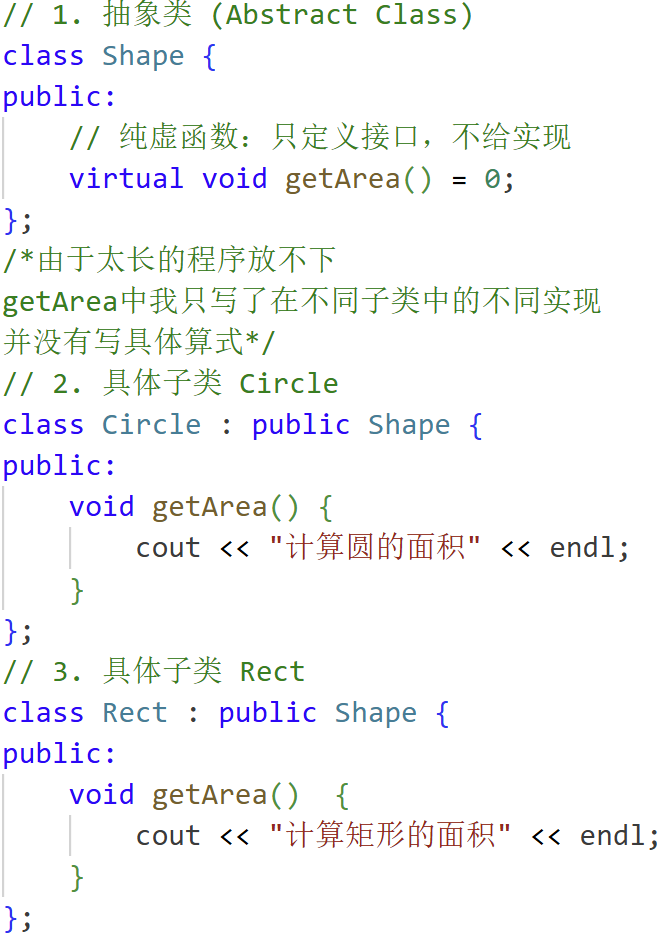 // 1. 抽象类 (Abstract Class)
class Shape {
public:
    // 纯虚函数：只定义接口，不给实现
    virtual void getArea() = 0;
};
/*由于太长的程序放不下
getArea中我只写了在不同子类中的不同实现
并没有写具体算式*/
// 2. 具体子类 Circle
class Circle : public Shape {
public:
    void getArea() {
        cout << "计算圆的面积" << endl;
    }
};
// 3. 具体子类 Rect
class Rect : public Shape {
public:
    void getArea()  {
        cout << "计算矩形的面积" << endl;
    }
};